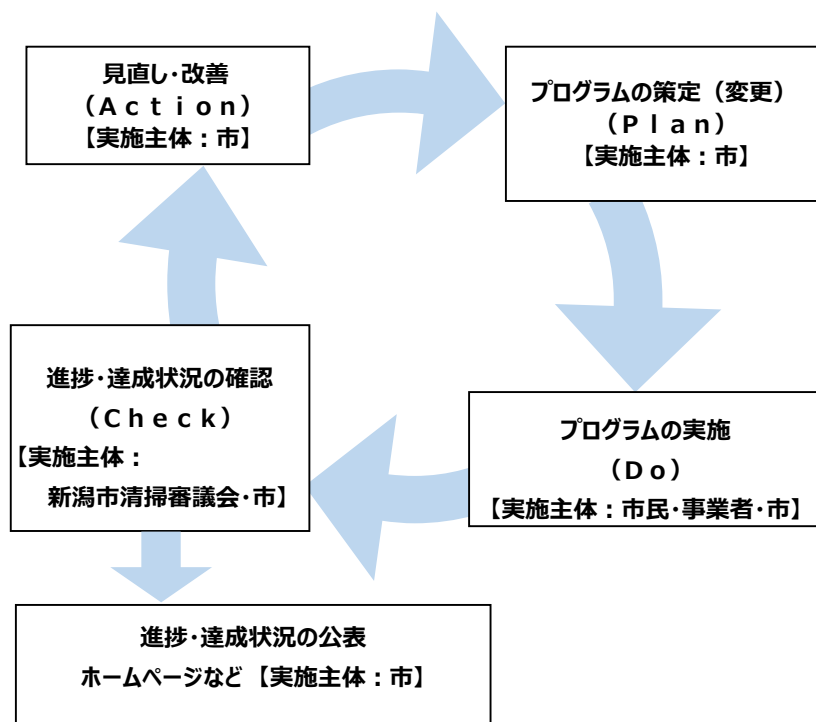 見直し・改善
（Ａｃｔｉｏｎ）
【実施主体：市】
プログラムの策定（変更）
（Ｐｌａｎ）
【実施主体：市】
プログラムの実施
（Ｄｏ）
【実施主体：市民・事業者・市】
進捗・達成状況の確認
（Ｃｈｅｃｋ）
【実施主体：
新潟市清掃審議会・市】
進捗・達成状況の公表
ホームページなど【実施主体：市】